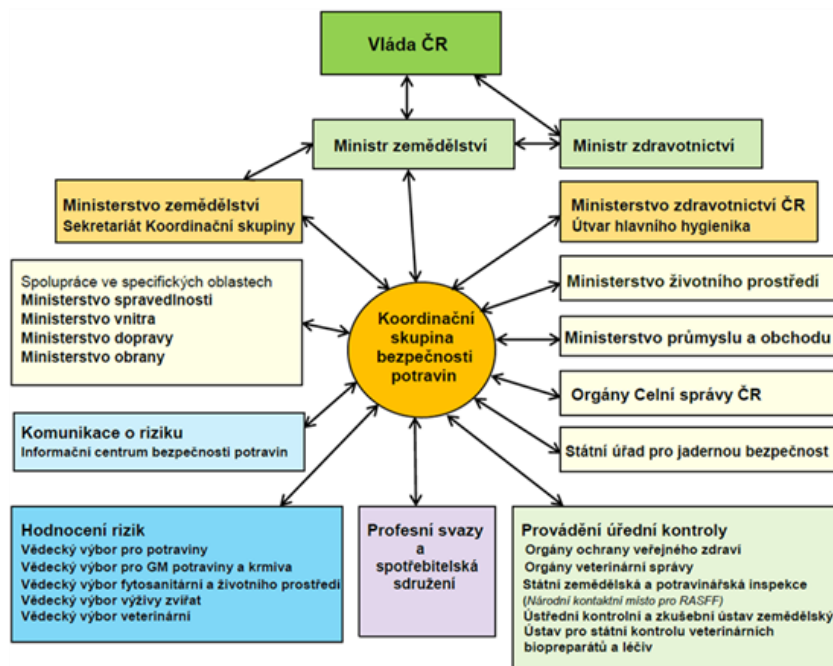 Vláda ČR
Ministr zemědělství
Ministr zdravotnictví
Ministerstvo zemědělství
Sekretariát Koordinační skupiny
Ministerstvo zdravotnictví ČR
Útvar hlavního hygienika
Spolupráce ve specifických oblastech
Ministerstvo spravedlnosti
Ministerstvo vnitra
Ministerstvo dopravy
Ministerstvo obrany
Koordinační
skupina
bezpečnosti
potravin
Ministerstvo životního prostředí
Ministerstvo průmyslu a obchodu
Orgány Celní správy ČR
Státní úřad pro jadernou bezpečnost
Komunikace o riziku
Informační centrum bezpečnosti potravin
Hodnocení rizik
Vědecký výbor pro potraviny
Vědecký výbor pro GM potraviny a krmiva
Vědecký výbor fytosanitární a životního prostředí
Vědecký výbor výživy zvířat
Vědecký výbor veterinární
Profesní svazy
a
spotřebitelská
sdružení
Provádění úřední kontroly
Orgány ochrany veřejného zdraví
Orgány veterinární správy
Státní zemědělská a potravinářská inspekce
(Národní kontaktní místo pro RASFF)
Ústřední kontrolní a zkušební ústav zemědělský
Ústav pro státní kontrolu veterinárních
biopreparátů a léčiv